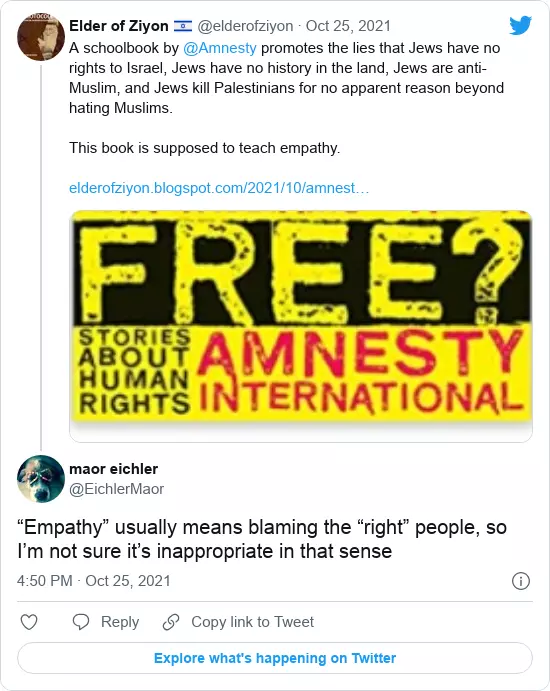 Elder of Ziyon 🇮🇱 @elderofziyon · Oct 25, 2021
A schoolbook by @Amnesty promotes the lies that Jews have no
rights to Israel, Jews have no history in the land, Jews are anti-
Muslim, and Jews kill Palestinians for no apparent reason beyond
hating Muslims.
This book is supposed to teach empathy.
elderofziyon.blogspot.com/2021/10/amnest…
FREE?
STORIES
ABOUT
HUMAN
RIGHTS
AMNESTY
INTERNATIONAL
maor eichler
@EichlerMaor
“Empathy” usually means blaming the “right” people, so
I’m not sure it’s inappropriate in that sense
4:50 PM · Oct 25, 2021
Reply
Copy link to Tweet
Explore what's happening on Twitter